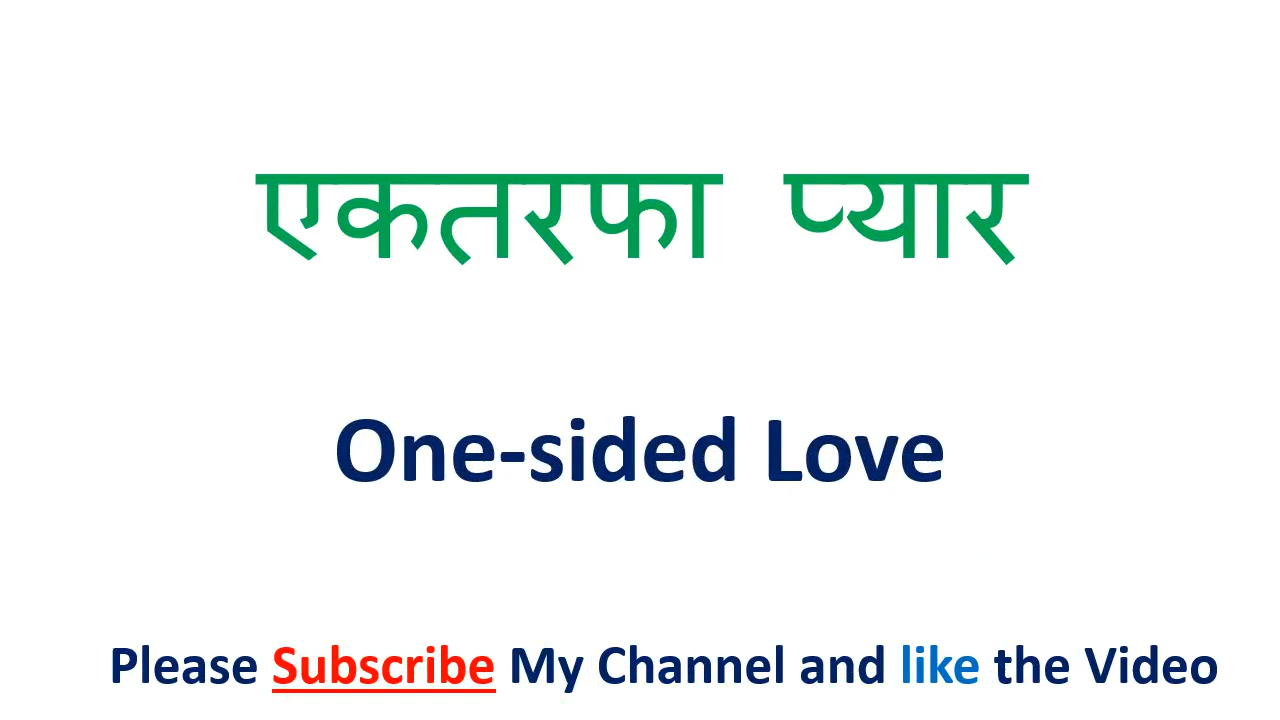 एकतरफा प्यार
One-sided Love
Please Subscribe My Channel and like the Video